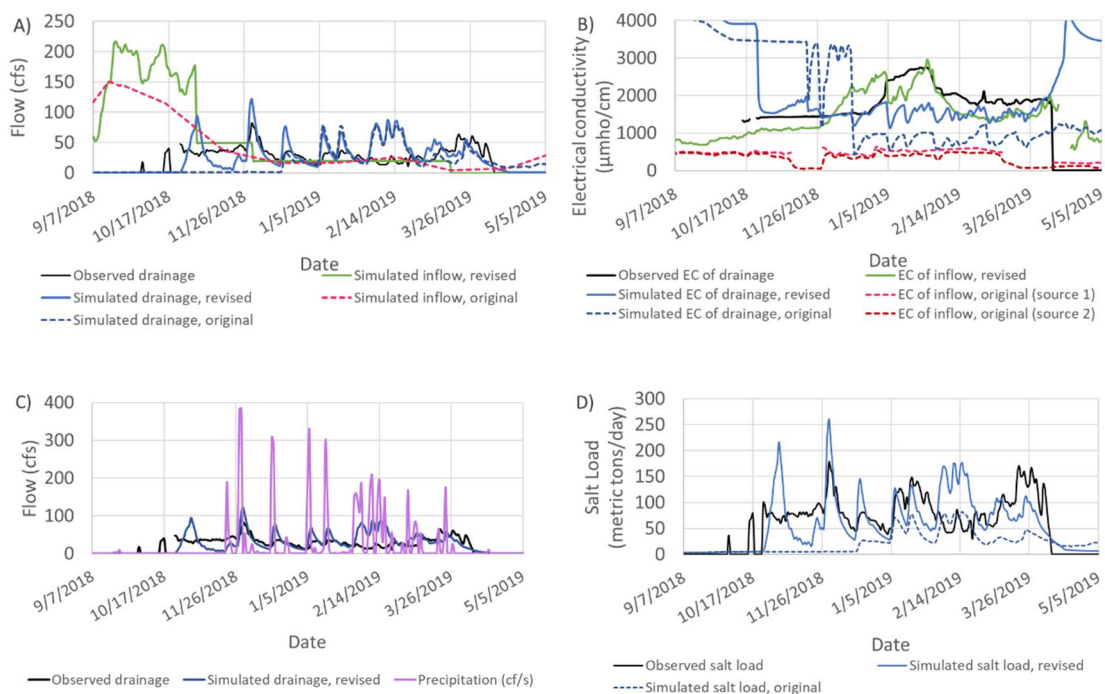 A)
Flow (cfs)
250
200
150
100
50
0
9/7/2018
10/17/2018
11/26/2018
1/5/2019
2/14/2019
3/26/2019
5/5/2019
Date
Observed drainage
Simulated inflow, revised
Simulated drainage, revised
Simulated inflow, original
Simulated drainage, original
B)
Electrical conductivity
(µmho/cm)
4000
3000
2000
1000
0
9/7/2018
10/17/2018
11/26/2018
1/5/2019
2/14/2019
3/26/2019
5/5/2019
Date
Observed EC of drainage
EC of inflow, revised
Simulated EC of drainage, revised
EC of inflow, original (source 1)
Simulated EC of drainage, original
EC of inflow, original (source 2)
C)
Flow (cfs)
400
300
200
100
0
9/7/2018
10/17/2018
11/26/2018
1/5/2019
2/14/2019
3/26/2019
5/5/2019
Date
Observed drainage
Simulated drainage, revised
Precipitation (cf/s)
D)
Salt Load
(metric tons/day)
300
250
200
150
100
50
0
9/7/2018
10/17/2018
11/26/2018
1/5/2019
2/14/2019
3/26/2019
5/5/2019
Date
Observed salt load
Simulated salt load, revised
Simulated salt load, original